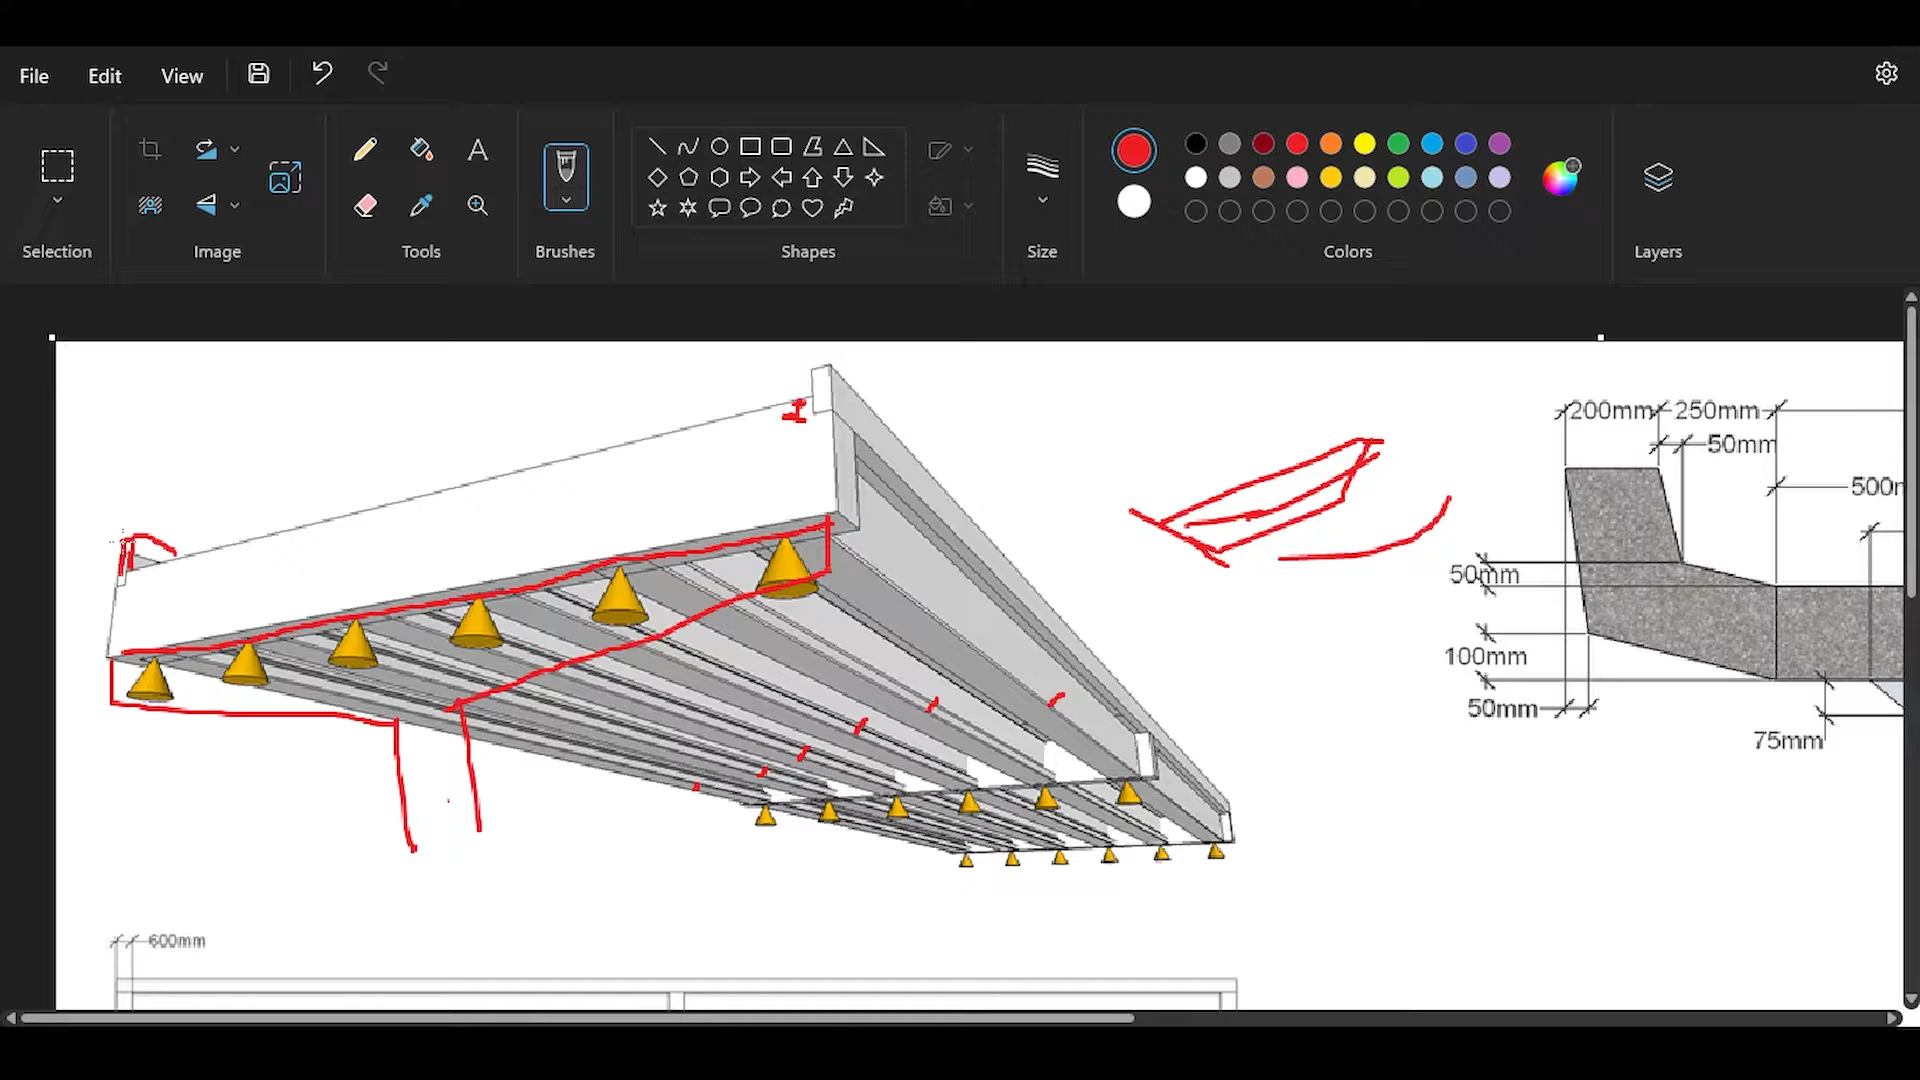 File Edit View
Selection Image Tools Brushes Shapes Size Colors Layers
200mm 250mm
50mm
50mm
100mm
50mm
75mm
600mm